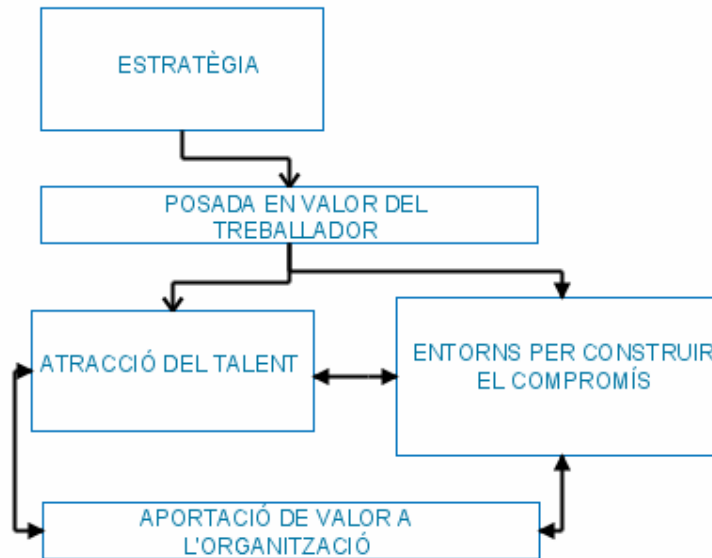 ESTRATÈGIA
POSADA EN VALOR DEL
TREBALLADOR
ATRACCIÓ DEL TALENT
ENTORNS PER CONSTRUIR
EL COMPROMÍS
APORTACIÓ DE VALOR A
L'ORGANITZACIÓ